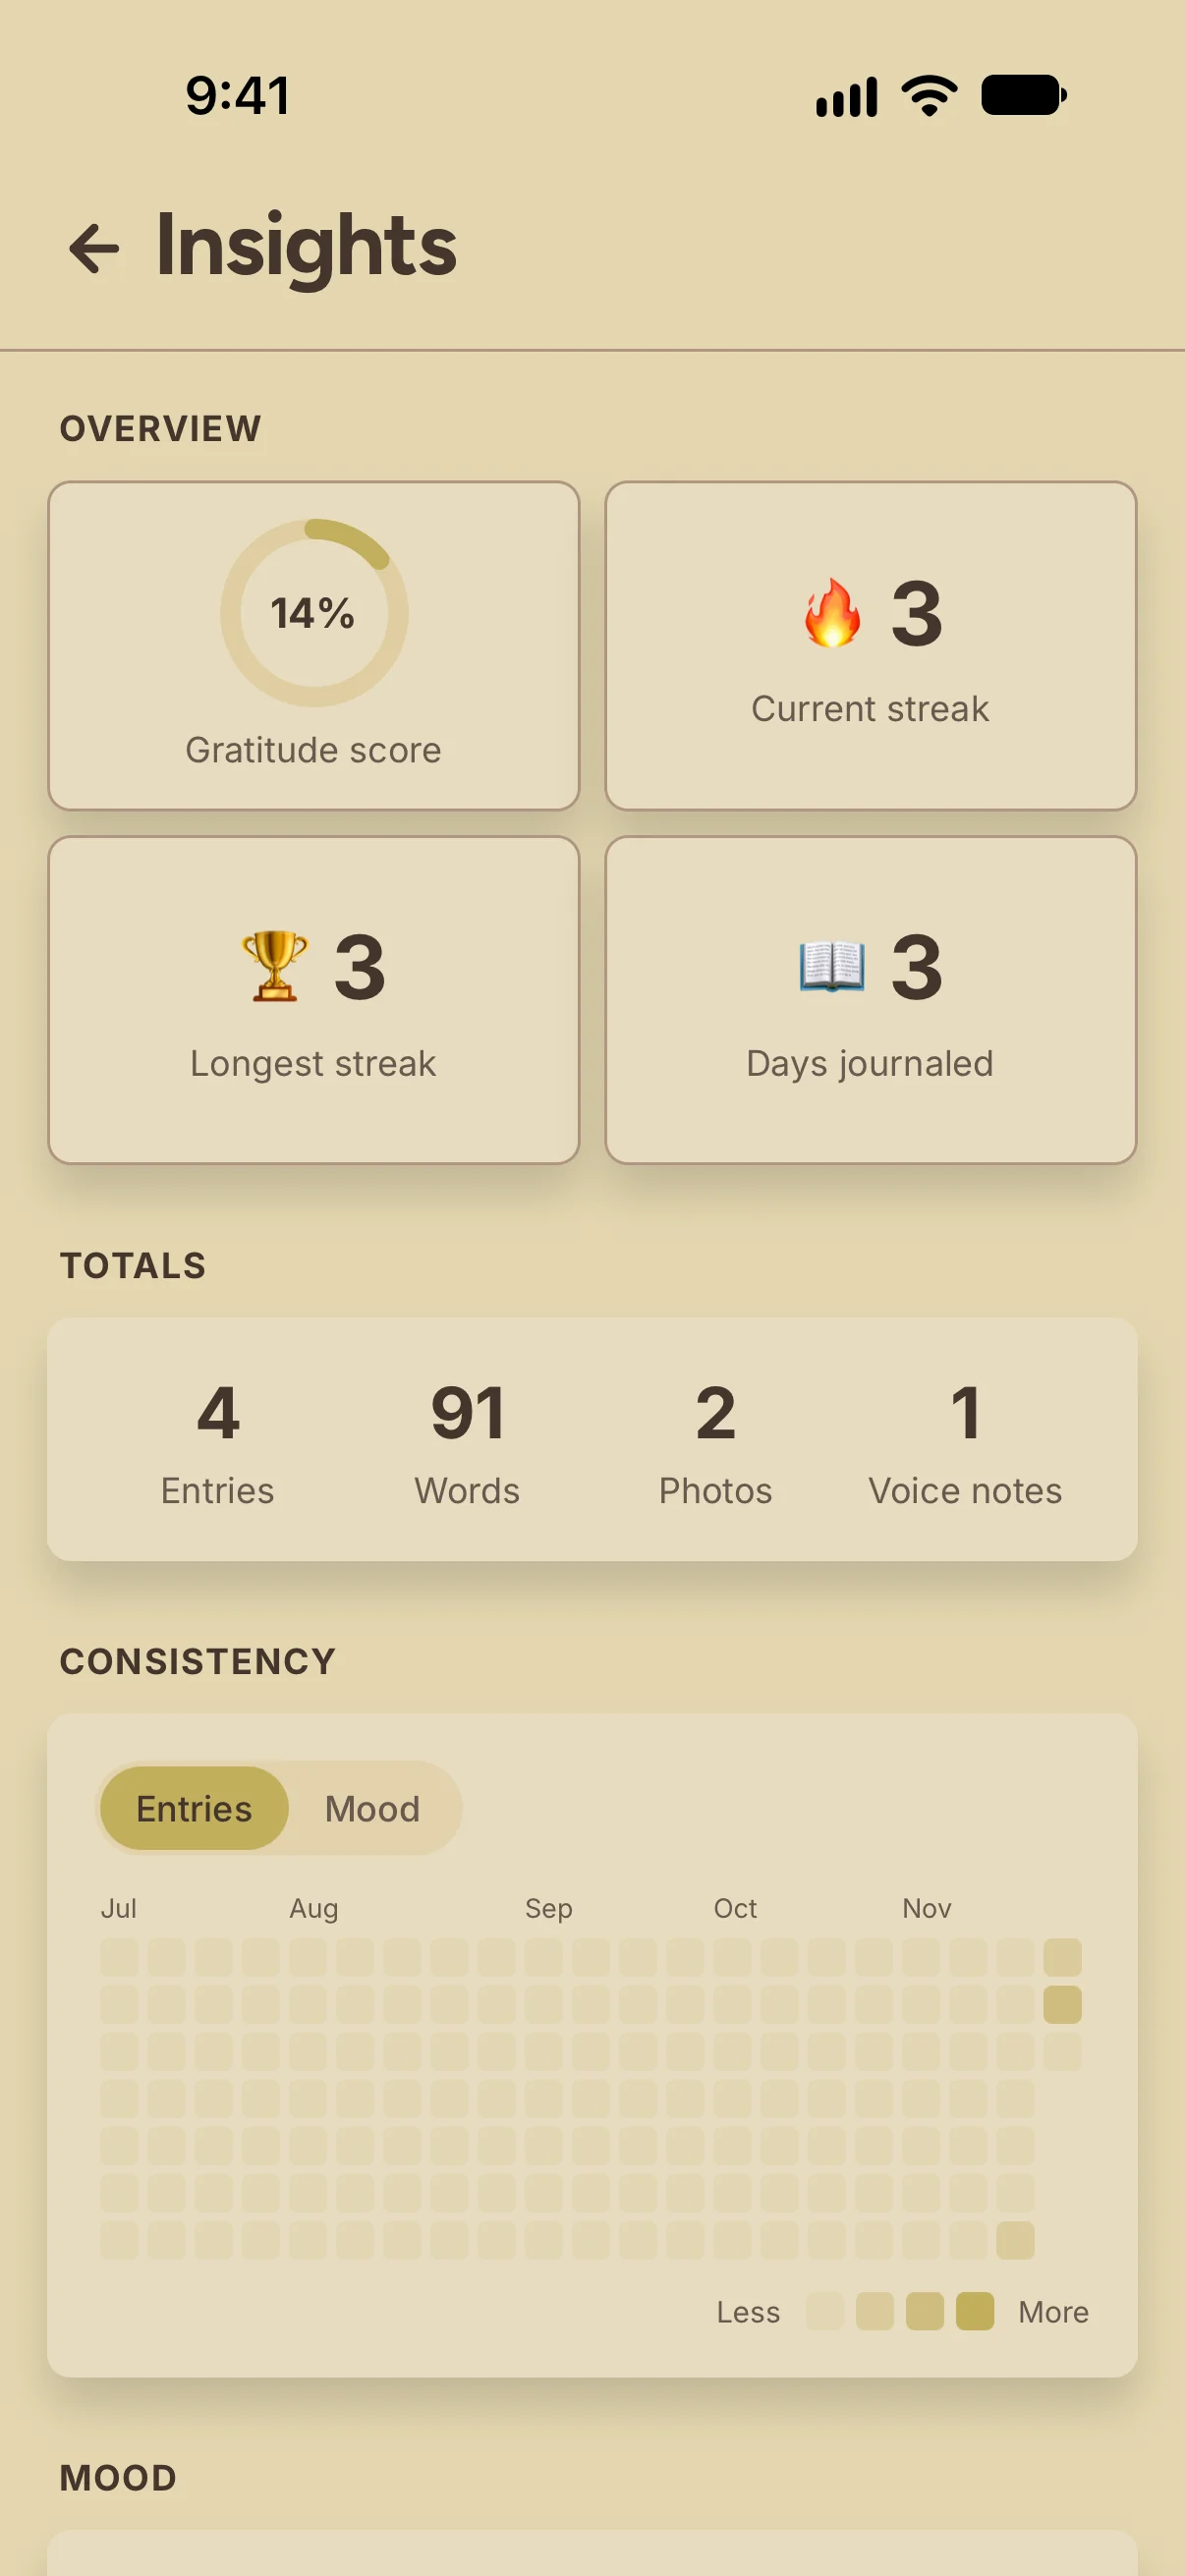 9:41
Insights
OVERVIEW
14%
Gratitude score
3
Current streak
3
Longest streak
3
Days journaled
TOTALS
4 91 2 1
Entries Words Photos Voice notes
CONSISTENCY
Entries Mood
Jul Aug Sep Oct Nov
Less More
MOOD